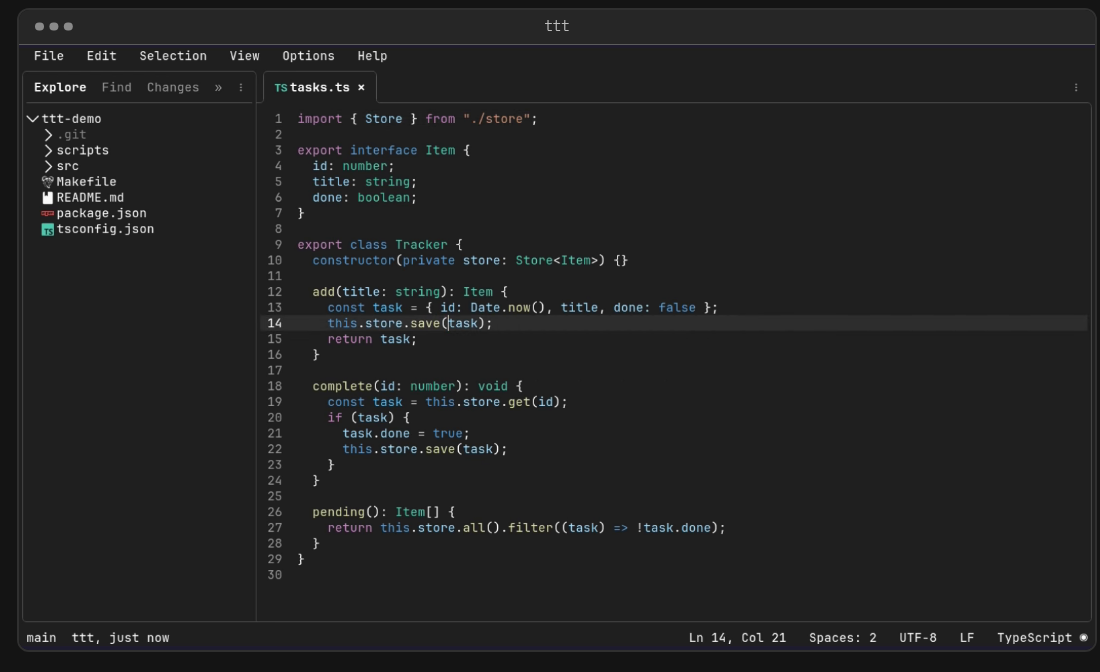 ttt
File Edit Selection View Options Help
Explore Find Changes »
TS tasks.ts ×
ttt-demo
.git
scripts
src
Makefile
README.md
package.json
TS tsconfig.json
1 import { Store } from "./store";
2
3 export interface Item {
4   id: number;
5   title: string;
6   done: boolean;
7 }
8
9 export class Tracker {
10   constructor(private store: Store<Item>) {}
11
12   add(title: string): Item {
13     const task = { id: Date.now(), title, done: false };
14     this.store.save(task);
15     return task;
16   }
17
18   complete(id: number): void {
19     const task = this.store.get(id);
20     if (task) {
21       task.done = true;
22       this.store.save(task);
23     }
24   }
25
26   pending(): Item[] {
27     return this.store.all().filter((task) => !task.done);
28   }
29 }
30
main ttt, just now Ln 14, Col 21 Spaces: 2 UTF-8 LF TypeScript